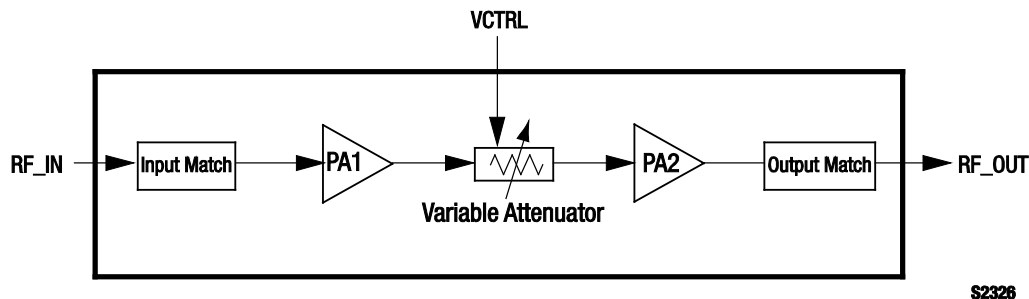 VCTRL
RF_IN
Input Match
PA1
PA2
Output Match
RF_OUT
Variable Attenuator
S2326